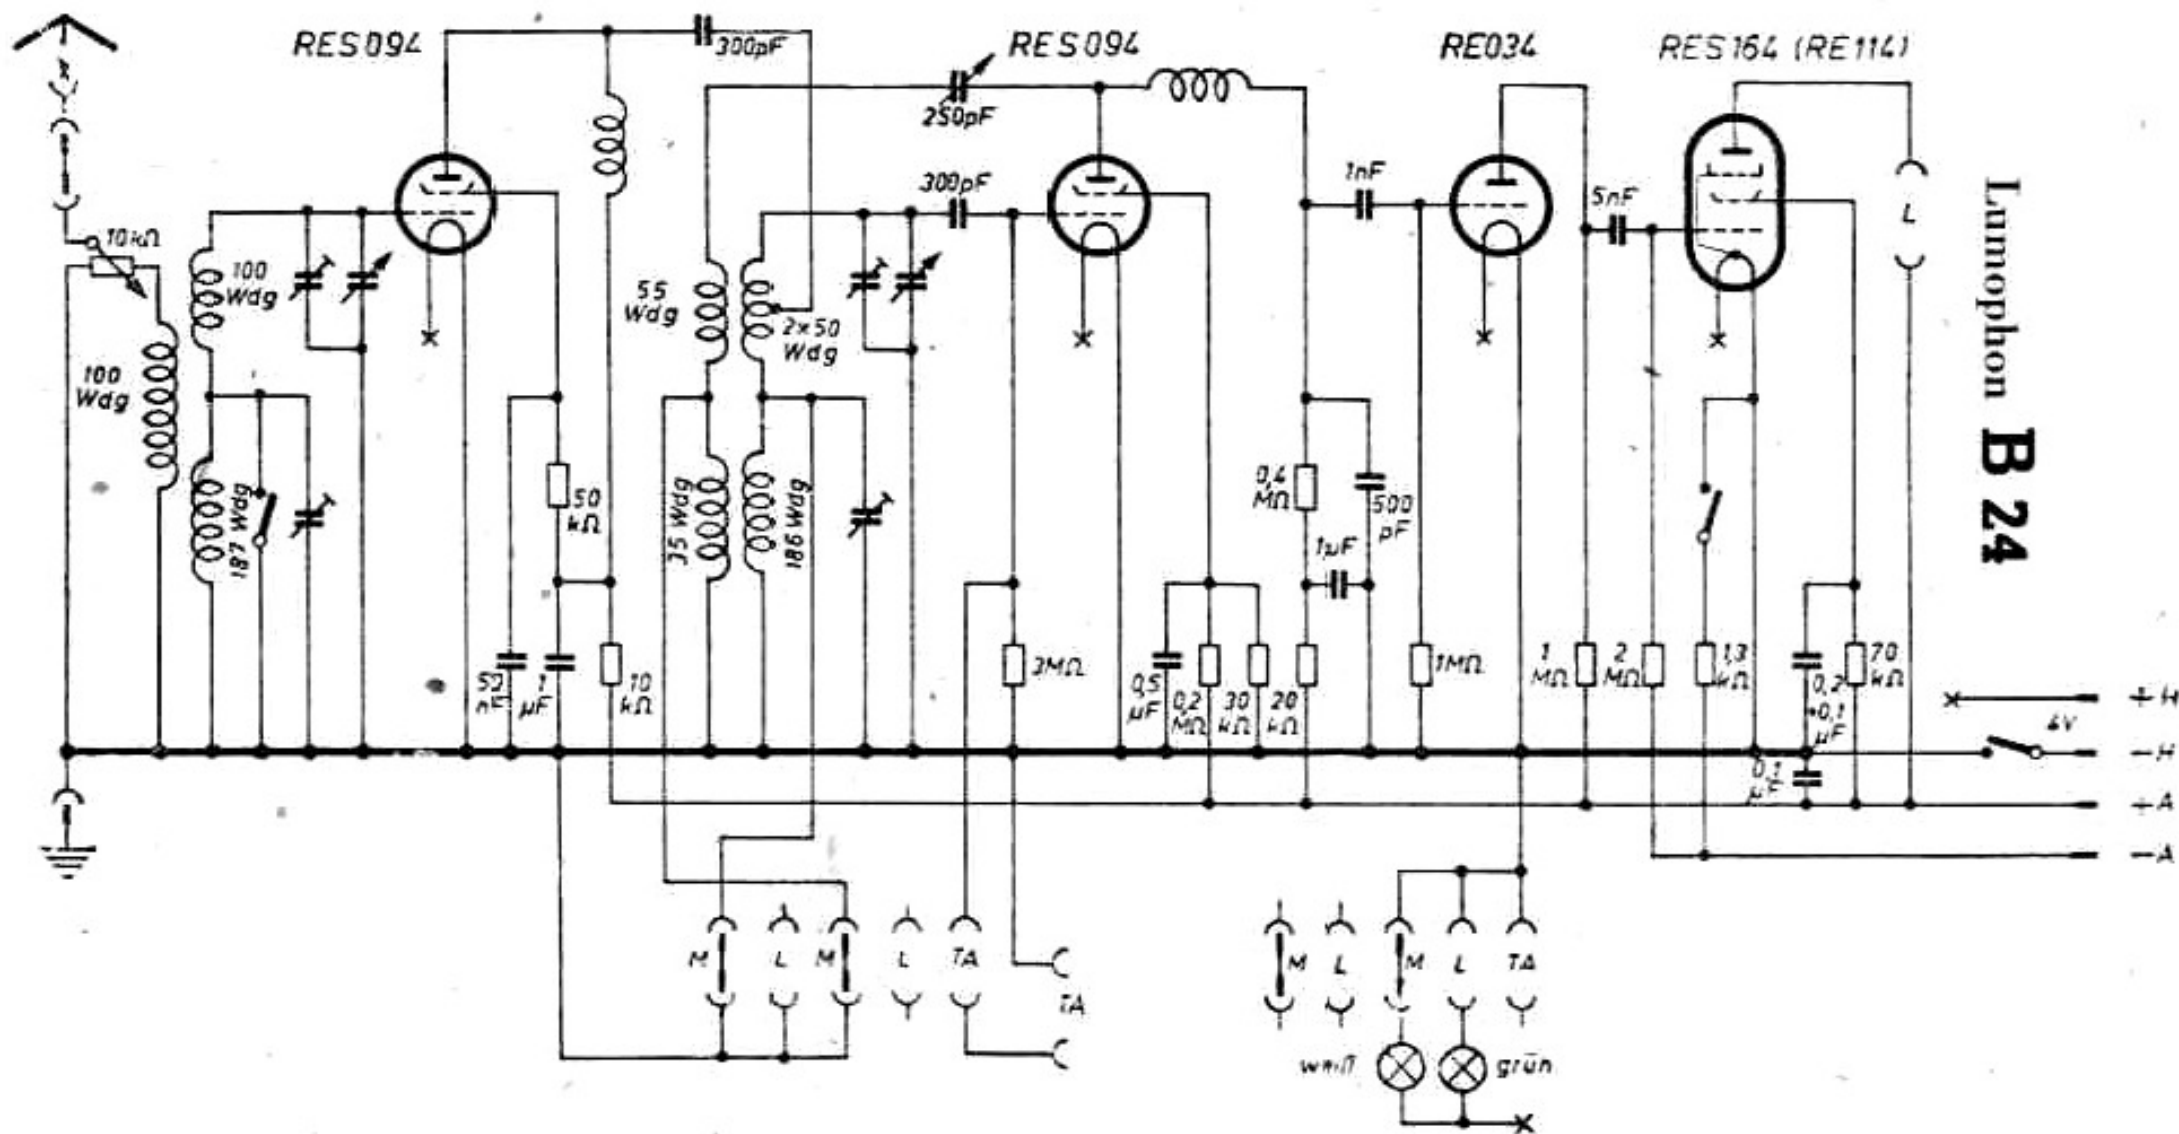 RES094
300pF
RES094
RE034
RES164 (RE114)
250pF
10kΩ
300pF
1nF
5nF
L
Lumophon B 24
100
Wdg
55
Wdg
2×50
Wdg
100
Wdg
187 Wdg
50
kΩ
35 Wdg
186 Wdg
0,4
MΩ
500
pF
1µF
50
nF
1
µF
10
kΩ
3MΩ
0,5
µF
0,2
MΩ
30
kΩ
20
kΩ
1MΩ
1
MΩ
2
MΩ
1,3
kΩ
0,2
+0,1
µF
70
kΩ
+H
4V
-H
0,1
µF
+A
-A
M
L
M
L
TA
TA
M
L
M
L
TA
weiß
grün